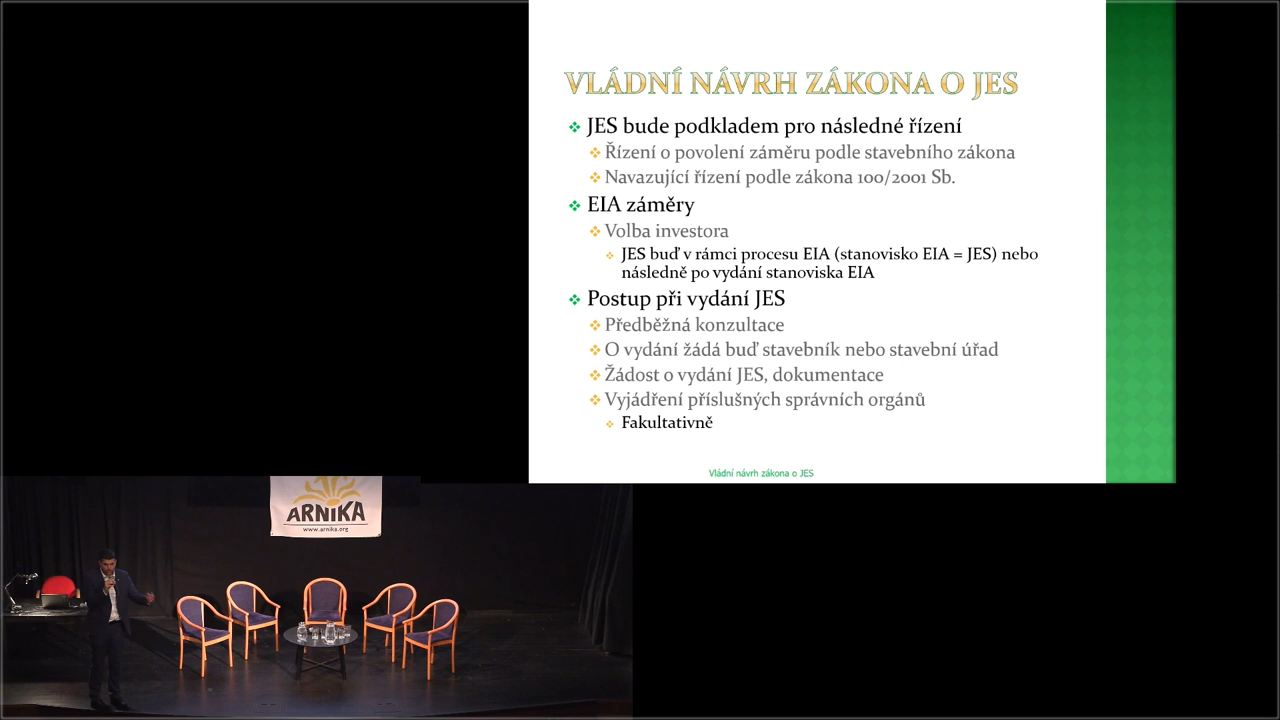 VLÁDNÍ NÁVRH ZÁKONA O JES
JES bude podkladem pro následné řízení
Řízení o povolení záměru podle stavebního zákona
Navazující řízení podle zákona 100/2001 Sb.
EIA záměry
Volba investora
JES buď v rámci procesu EIA (stanovisko EIA = JES) nebo
následně po vydání stanoviska EIA
Postup při vydání JES
Předběžná konzultace
O vydání žádá buď stavebník nebo stavební úřad
Žádost o vydání JES, dokumentace
Vyjádření příslušných správních orgánů
Fakultativně
Vládní návrh zákona o JES
ARNIKA
www.arnika.org